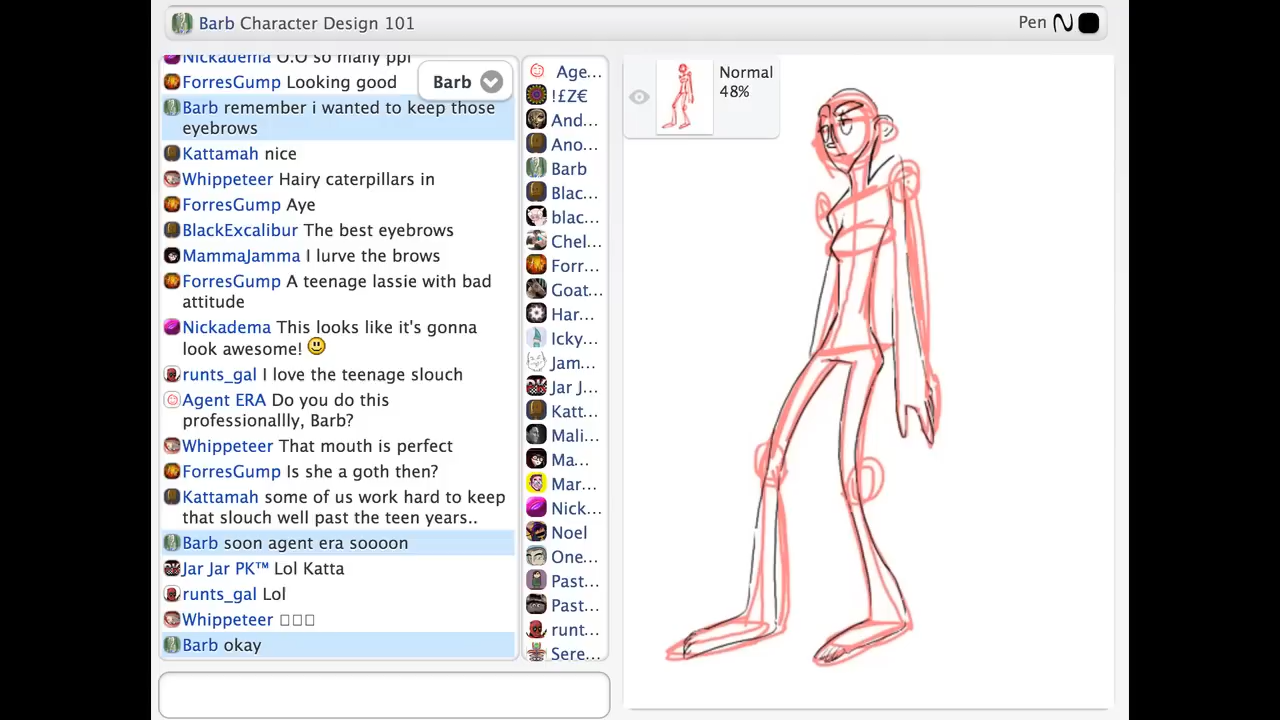 Barb Character Design 101
Pen
Nickadema O.O so many ppl
ForresGump Looking good
Barb
Barb remember i wanted to keep those
eyebrows
Kattamah nice
Whippeteer Hairy caterpillars in
ForresGump Aye
BlackExcalibur The best eyebrows
MammaJamma I lurve the brows
ForresGump A teenage lassie with bad
attitude
Nickadema This looks like it's gonna
look awesome!
runts_gal I love the teenage slouch
Agent ERA Do you do this
professionallly, Barb?
Whippeteer That mouth is perfect
ForresGump Is she a goth then?
Kattamah some of us work hard to keep
that slouch well past the teen years..
Barb soon agent era soooon
Jar Jar PK™ Lol Katta
runts_gal Lol
Whippeteer
Barb okay
Age...
!£Z€
And...
Ano...
Barb
Blac...
blac...
Chel...
Forr...
Goat...
Har...
Icky...
Jam...
Jar J...
Katt...
Mali...
Ma...
Mar...
Nick...
Noel
One...
Past...
Past...
runt...
Sere...
Normal
48%